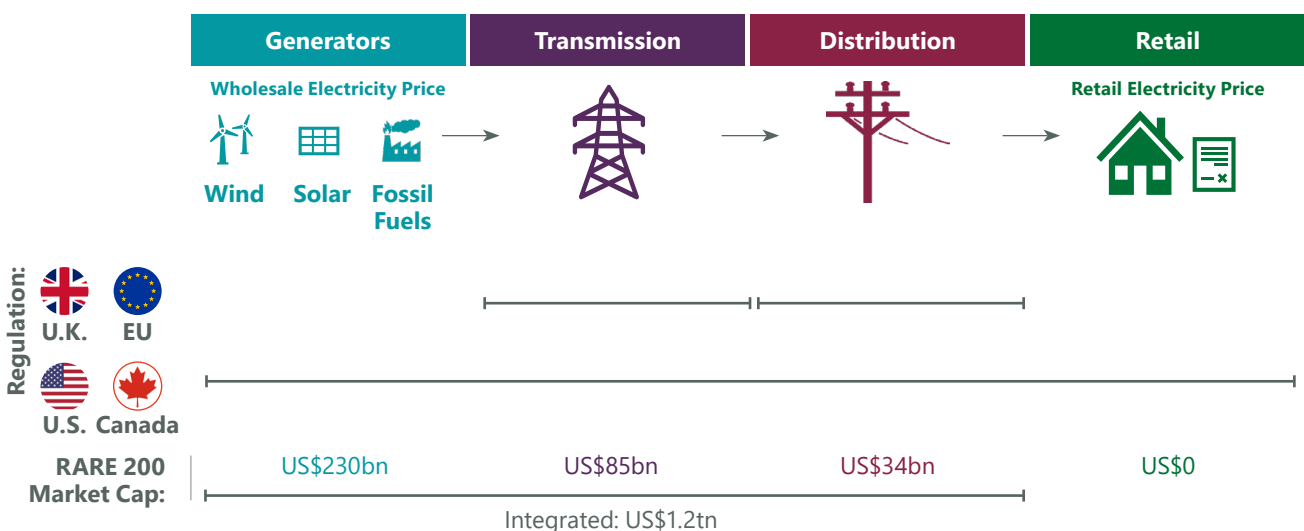 Generators
Transmission
Distribution
Retail
Wholesale Electricity Price
Retail Electricity Price
Wind
Solar
Fossil
Fuels
Regulation:
U.K.
EU
U.S.
Canada
RARE 200
Market Cap:
US$230bn
US$85bn
US$34bn
US$0
Integrated: US$1.2tn